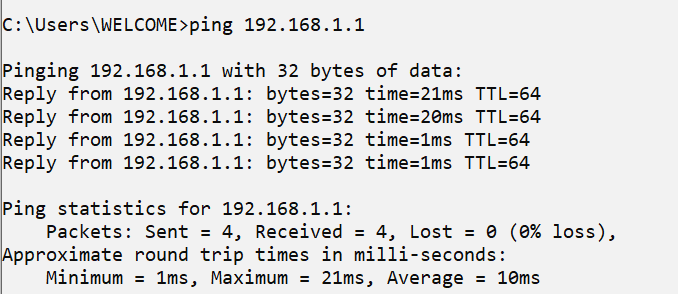 C:\Users\WELCOME>ping 192.168.1.1
Pinging 192.168.1.1 with 32 bytes of data:
Reply from 192.168.1.1: bytes=32 time=21ms TTL=64
Reply from 192.168.1.1: bytes=32 time=20ms TTL=64
Reply from 192.168.1.1: bytes=32 time=1ms TTL=64
Reply from 192.168.1.1: bytes=32 time=1ms TTL=64
Ping statistics for 192.168.1.1:
Packets: Sent = 4, Received = 4, Lost = 0 (0% loss),
Approximate round trip times in milli-seconds:
Minimum = 1ms, Maximum = 21ms, Average = 10ms